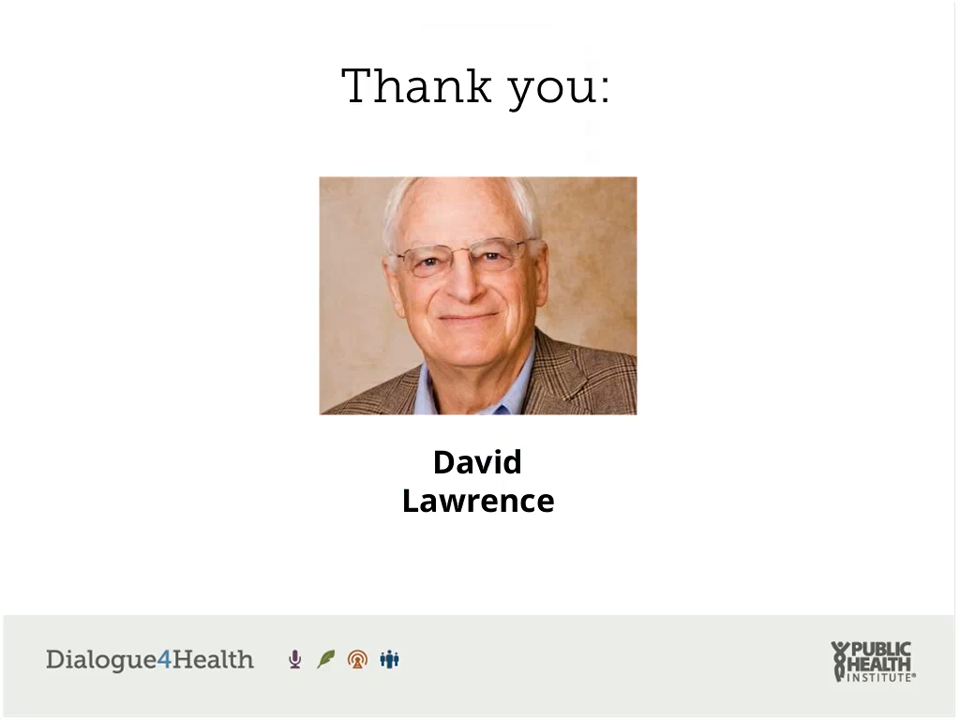 Thank you:
David
Lawrence
Dialogue4Health
PUBLIC
HEALTH
INSTITUTE®